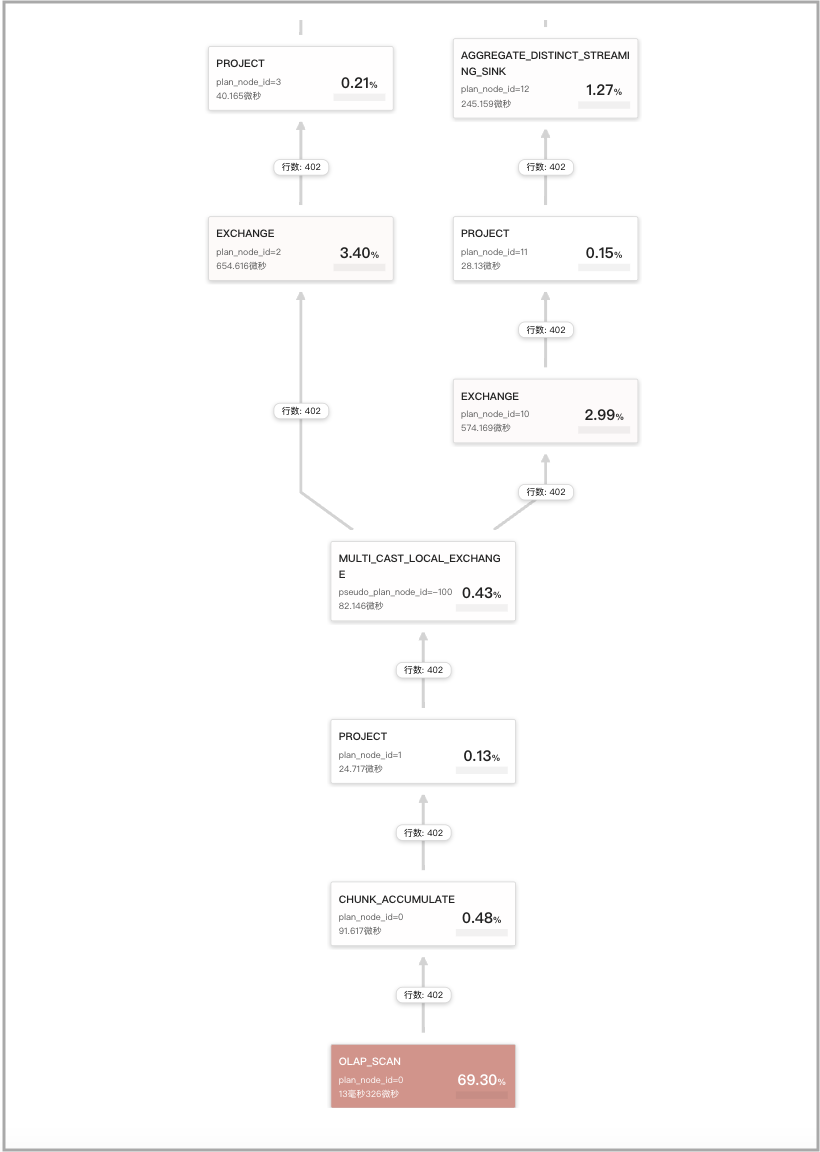 PROJECT
plan_node_id=3
0.21%
40.165微秒
AGGREGATE_DISTINCT_STREAMI
NG_SINK
plan_node_id=12
1.27%
245.159微秒
行数: 402
行数: 402
EXCHANGE
plan_node_id=2
3.40%
654.616微秒
PROJECT
plan_node_id=11
0.15%
28.13微秒
行数: 402
EXCHANGE
plan_node_id=10
2.99%
574.169微秒
行数: 402
行数: 402
MULTI_CAST_LOCAL_EXCHANG
E
pseudo_plan_node_id=-100
0.43%
82.146微秒
行数: 402
PROJECT
plan_node_id=1
0.13%
24.717微秒
行数: 402
CHUNK_ACCUMULATE
plan_node_id=0
0.48%
91.617微秒
行数: 402
OLAP_SCAN
plan_node_id=0
69.30%
13毫秒326微秒